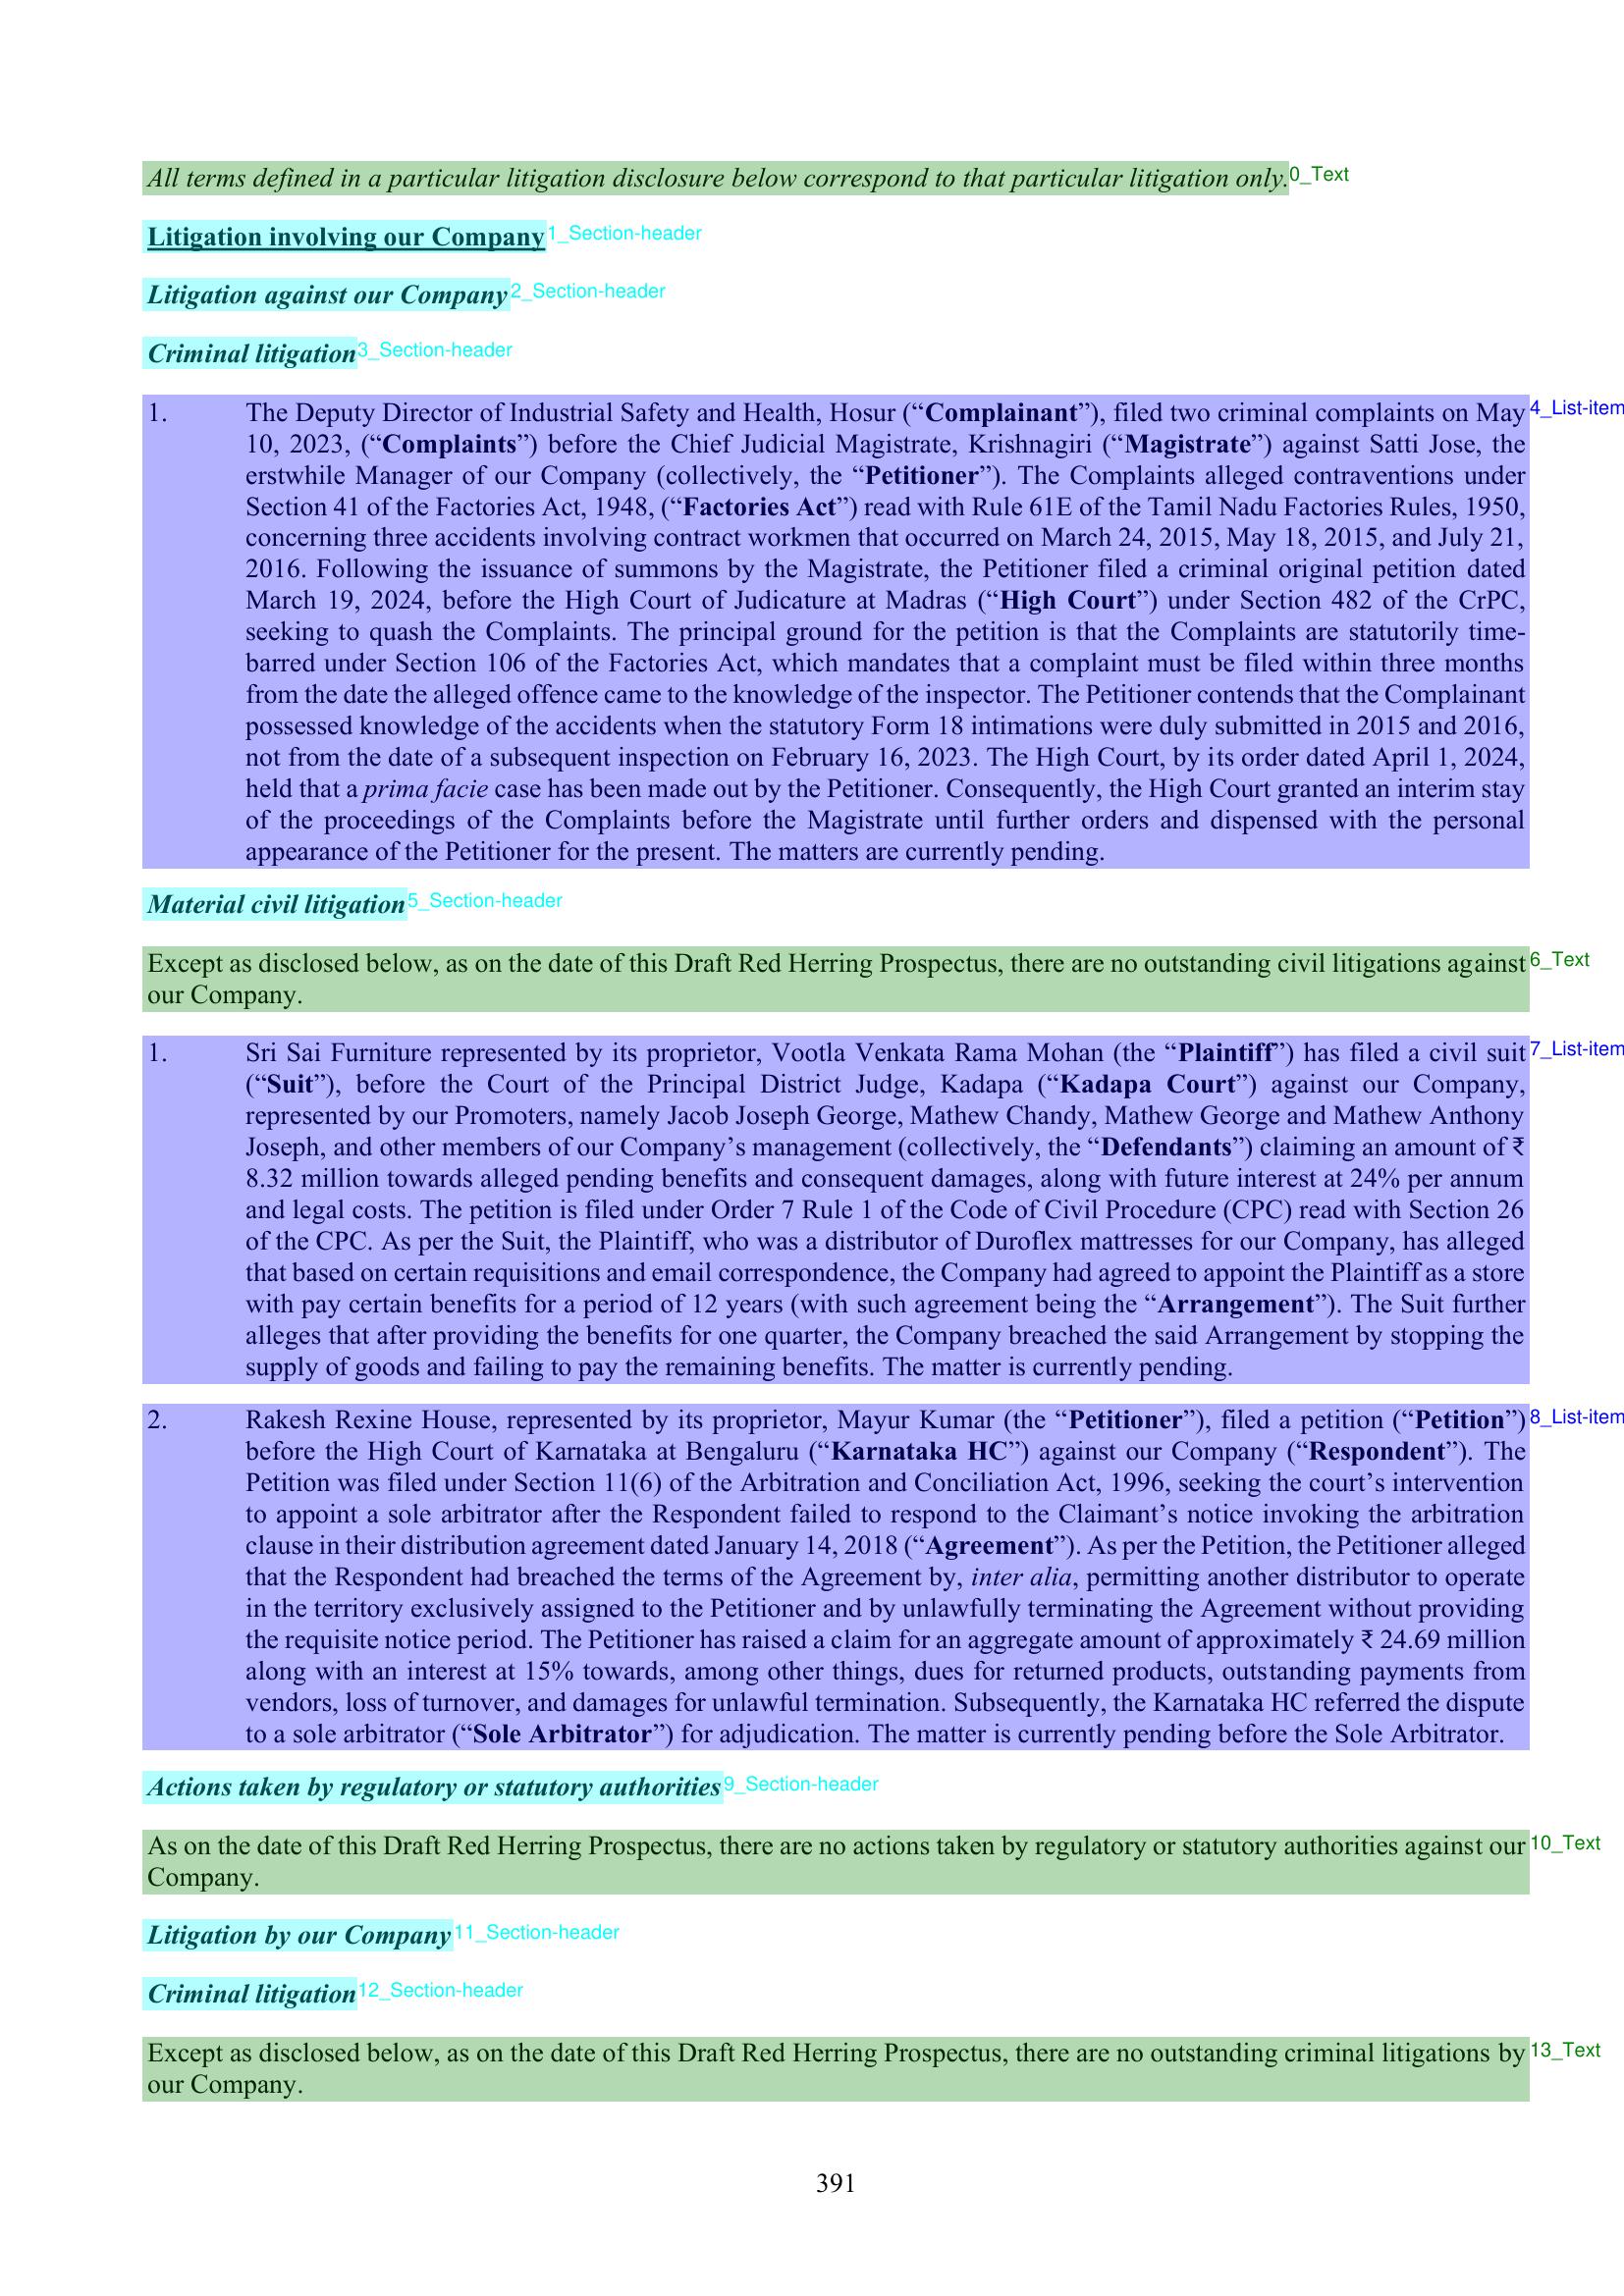 All terms defined in a particular litigation disclosure below correspond to that particular litigation only.0_Text
Litigation involving our Company1_Section-header
Litigation against our Company2_Section-header
Criminal litigation3_Section-header
1. The Deputy Director of Industrial Safety and Health, Hosur (“Complainant”), filed two criminal complaints on May 4_List-item
10, 2023, (“Complaints”) before the Chief Judicial Magistrate, Krishnagiri (“Magistrate”) against Satti Jose, the
erstwhile Manager of our Company (collectively, the “Petitioner”). The Complaints alleged contraventions under
Section 41 of the Factories Act, 1948, (“Factories Act”) read with Rule 61E of the Tamil Nadu Factories Rules, 1950,
concerning three accidents involving contract workmen that occurred on March 24, 2015, May 18, 2015, and July 21,
2016. Following the issuance of summons by the Magistrate, the Petitioner filed a criminal original petition dated
March 19, 2024, before the High Court of Judicature at Madras (“High Court”) under Section 482 of the CrPC,
seeking to quash the Complaints. The principal ground for the petition is that the Complaints are statutorily time-
barred under Section 106 of the Factories Act, which mandates that a complaint must be filed within three months
from the date the alleged offence came to the knowledge of the inspector. The Petitioner contends that the Complainant
possessed knowledge of the accidents when the statutory Form 18 intimations were duly submitted in 2015 and 2016,
not from the date of a subsequent inspection on February 16, 2023. The High Court, by its order dated April 1, 2024,
held that a prima facie case has been made out by the Petitioner. Consequently, the High Court granted an interim stay
of the proceedings of the Complaints before the Magistrate until further orders and dispensed with the personal
appearance of the Petitioner for the present. The matters are currently pending.
Material civil litigation5_Section-header
Except as disclosed below, as on the date of this Draft Red Herring Prospectus, there are no outstanding civil litigations against 6_Text
our Company.
1. Sri Sai Furniture represented by its proprietor, Vootla Venkata Rama Mohan (the “Plaintiff”) has filed a civil suit 7_List-item
(“Suit”), before the Court of the Principal District Judge, Kadapa (“Kadapa Court”) against our Company,
represented by our Promoters, namely Jacob Joseph George, Mathew Chandy, Mathew George and Mathew Anthony
Joseph, and other members of our Company’s management (collectively, the “Defendants”) claiming an amount of ₹
8.32 million towards alleged pending benefits and consequent damages, along with future interest at 24% per annum
and legal costs. The petition is filed under Order 7 Rule 1 of the Code of Civil Procedure (CPC) read with Section 26
of the CPC. As per the Suit, the Plaintiff, who was a distributor of Duroflex mattresses for our Company, has alleged
that based on certain requisitions and email correspondence, the Company had agreed to appoint the Plaintiff as a store
with pay certain benefits for a period of 12 years (with such agreement being the “Arrangement”). The Suit further
alleges that after providing the benefits for one quarter, the Company breached the said Arrangement by stopping the
supply of goods and failing to pay the remaining benefits. The matter is currently pending.
2. Rakesh Rexine House, represented by its proprietor, Mayur Kumar (the “Petitioner”), filed a petition (“Petition”) 8_List-item
before the High Court of Karnataka at Bengaluru (“Karnataka HC”) against our Company (“Respondent”). The
Petition was filed under Section 11(6) of the Arbitration and Conciliation Act, 1996, seeking the court’s intervention
to appoint a sole arbitrator after the Respondent failed to respond to the Claimant’s notice invoking the arbitration
clause in their distribution agreement dated January 14, 2018 (“Agreement”). As per the Petition, the Petitioner alleged
that the Respondent had breached the terms of the Agreement by, inter alia, permitting another distributor to operate
in the territory exclusively assigned to the Petitioner and by unlawfully terminating the Agreement without providing
the requisite notice period. The Petitioner has raised a claim for an aggregate amount of approximately ₹ 24.69 million
along with an interest at 15% towards, among other things, dues for returned products, outstanding payments from
vendors, loss of turnover, and damages for unlawful termination. Subsequently, the Karnataka HC referred the dispute
to a sole arbitrator (“Sole Arbitrator”) for adjudication. The matter is currently pending before the Sole Arbitrator.
Actions taken by regulatory or statutory authorities9_Section-header
As on the date of this Draft Red Herring Prospectus, there are no actions taken by regulatory or statutory authorities against our 10_Text
Company.
Litigation by our Company11_Section-header
Criminal litigation12_Section-header
Except as disclosed below, as on the date of this Draft Red Herring Prospectus, there are no outstanding criminal litigations by 13_Text
our Company.
391